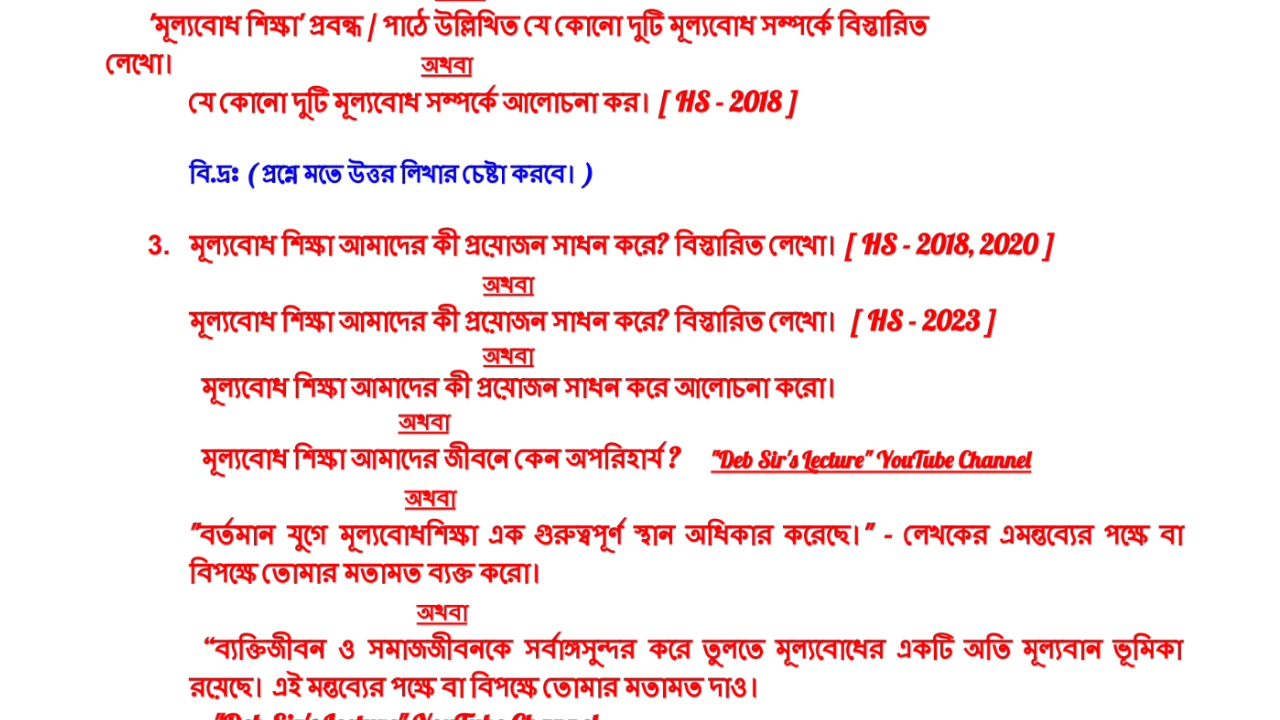 'মূল্যবোধ শিক্ষা' প্রবন্ধ / পাঠে উল্লিখিত যে কোনো দুটি মূল্যবোধ সম্পর্কে বিস্তারিত
লেখো।
অথবা
যে কোনো দুটি মূল্যবোধ সম্পর্কে আলোচনা কর। [ HS - 2018 ]
বি.দ্রঃ ( প্রশ্নে মতে উত্তর লিখার চেষ্টা করবে। )
3. মূল্যবোধ শিক্ষা আমাদের কী প্রয়োজন সাধন করে? বিস্তারিত লেখো। [ HS - 2018, 2020 ]
অথবা
মূল্যবোধ শিক্ষা আমাদের কী প্রয়োজন সাধন করে? বিস্তারিত লেখো। [ HS - 2023 ]
অথবা
মূল্যবোধ শিক্ষা আমাদের কী প্রয়োজন সাধন করে আলোচনা করো।
অথবা
মূল্যবোধ শিক্ষা আমাদের জীবনে কেন অপরিহার্য ? "Deb Sir's Lecture" YouTube Channel
অথবা
"বর্তমান যুগে মূল্যবোধশিক্ষা এক গুরুত্বপূর্ণ স্থান অধিকার করেছে।" - লেখকের এমন্তব্যের পক্ষে বা
বিপক্ষে তোমার মতামত ব্যক্ত করো।
অথবা
“ব্যক্তিজীবন ও সমাজজীবনকে সর্বাঙ্গসুন্দর করে তুলতে মূল্যবোধের একটি অতি মূল্যবান ভূমিকা
রয়েছে। এই মন্তব্যের পক্ষে বা বিপক্ষে তোমার মতামত দাও।
"Deb Sir's Lecture" YouTube Channel